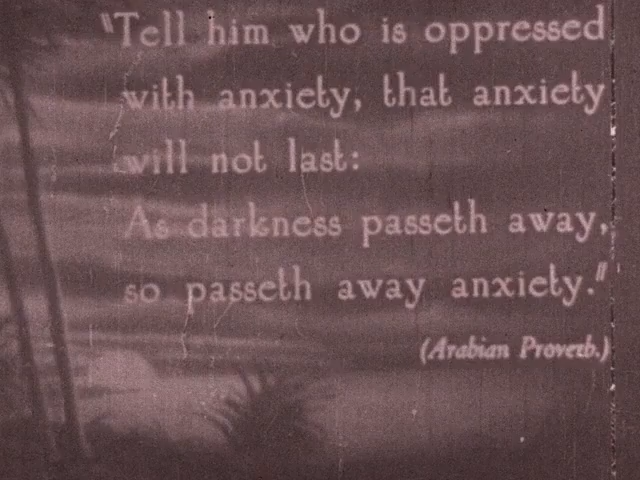 "Tell him who is oppressed
with anxiety, that anxiety
will not last:
As darkness passeth away,
so passeth away anxiety."
(Arabian Proverb.)